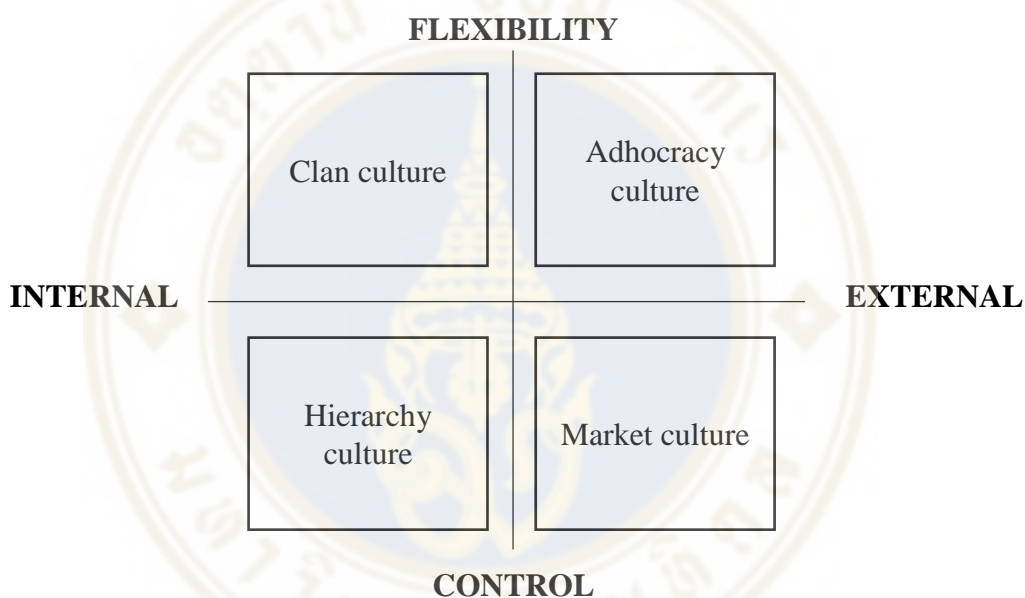 FLEXIBILITY
Clan culture
Adhocracy
culture
INTERNAL
EXTERNAL
Hierarchy
culture
Market culture
CONTROL